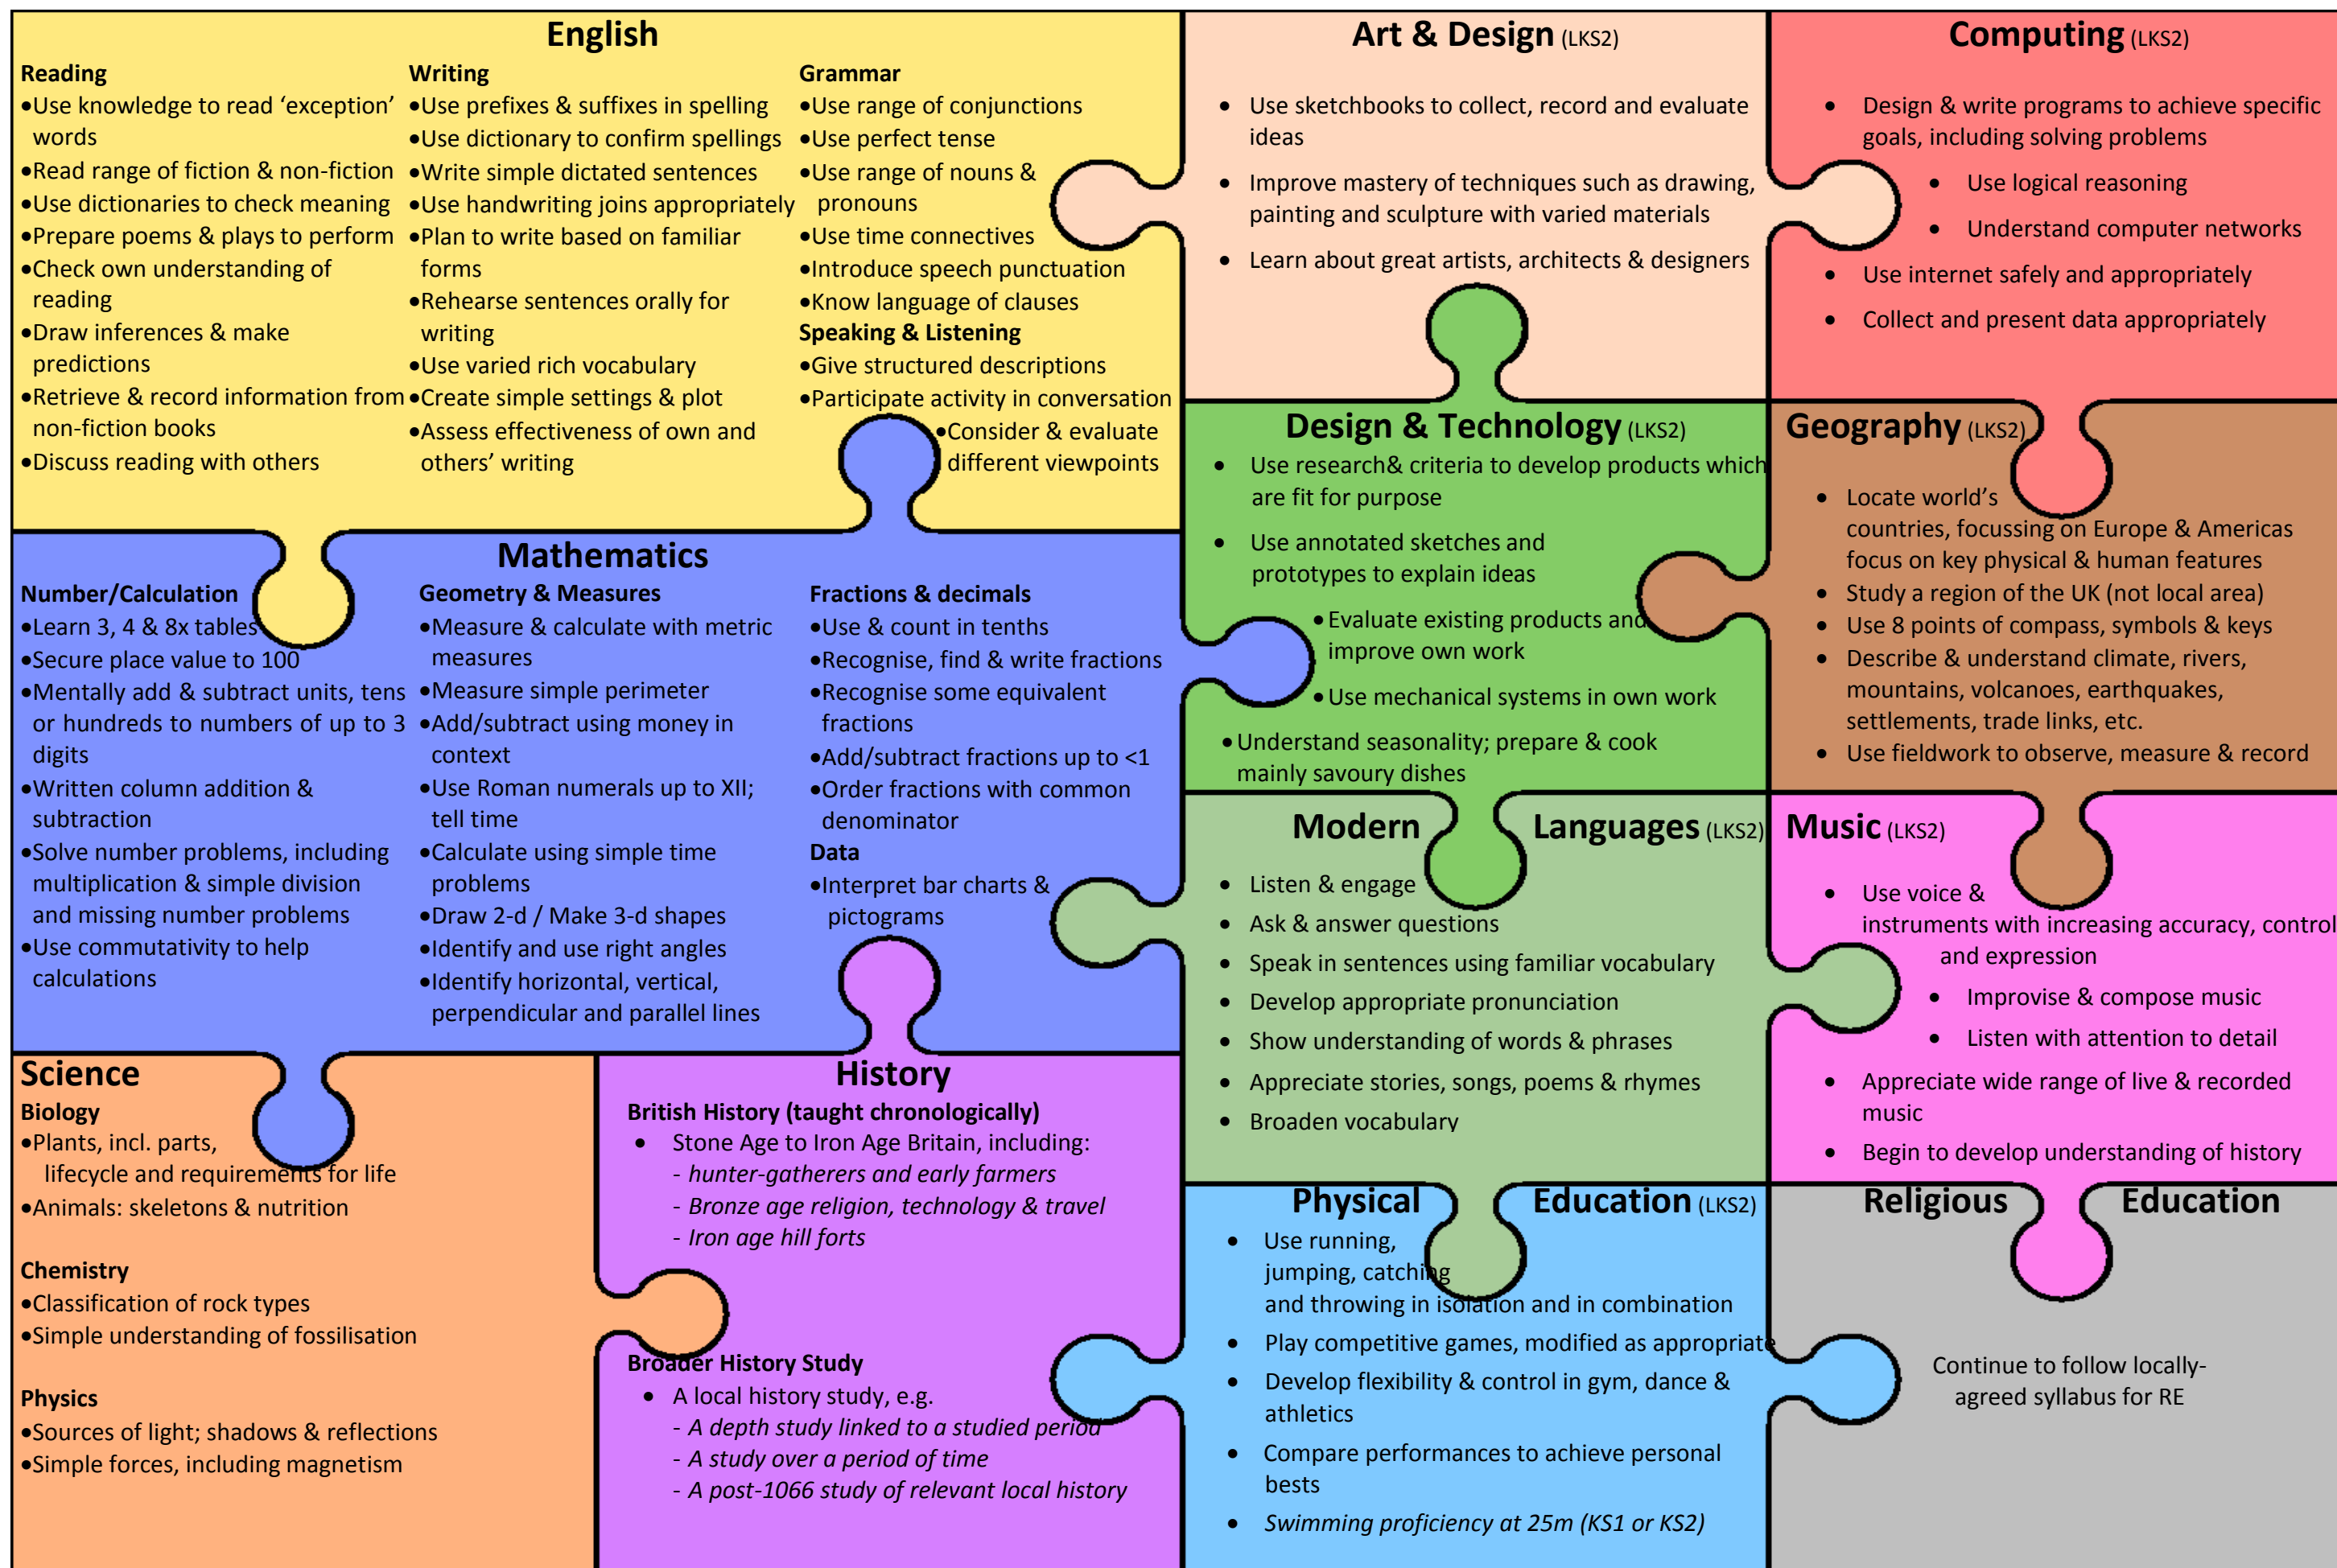 English
Reading
•Use knowledge to read ‘exception’
words
•Read range of fiction & non-fiction
•Use dictionaries to check meaning
•Prepare poems & plays to perform
•Check own understanding of
reading
•Draw inferences & make
predictions
•Retrieve & record information from
non-fiction books
•Discuss reading with others
Writing
•Use prefixes & suffixes in spelling
•Use dictionary to confirm spellings
•Write simple dictated sentences
•Use handwriting joins appropriately
•Plan to write based on familiar
forms
•Rehearse sentences orally for
writing
•Use varied rich vocabulary
•Create simple settings & plot
•Assess effectiveness of own and
others’ writing
Grammar
•Use range of conjunctions
•Use perfect tense
•Use range of nouns &
pronouns
•Use time connectives
•Introduce speech punctuation
•Know language of clauses
Speaking & Listening
•Give structured descriptions
•Participate activity in conversation
•Consider & evaluate
different viewpoints
Art & Design (LKS2)
• Use sketchbooks to collect, record and evaluate
ideas
• Improve mastery of techniques such as drawing,
painting and sculpture with varied materials
• Learn about great artists, architects & designers
Computing (LKS2)
• Design & write programs to achieve specific
goals, including solving problems
• Use logical reasoning
• Understand computer networks
• Use internet safely and appropriately
• Collect and present data appropriately
Mathematics
Number/Calculation
•Learn 3, 4 & 8x tables
•Secure place value to 100
•Mentally add & subtract units, tens
or hundreds to numbers of up to 3
digits
•Written column addition &
subtraction
•Solve number problems, including
multiplication & simple division
and missing number problems
•Use commutativity to help
calculations
Geometry & Measures
•Measure & calculate with metric
measures
•Measure simple perimeter
•Add/subtract using money in
context
•Use Roman numerals up to XII;
tell time
•Calculate using simple time
problems
•Draw 2-d / Make 3-d shapes
•Identify and use right angles
•Identify horizontal, vertical,
perpendicular and parallel lines
Fractions & decimals
•Use & count in tenths
•Recognise, find & write fractions
•Recognise some equivalent
fractions
•Add/subtract fractions up to <1
•Order fractions with common
denominator
Data
•Interpret bar charts &
pictograms
Design & Technology (LKS2)
• Use research& criteria to develop products which
are fit for purpose
• Use annotated sketches and
prototypes to explain ideas
•Evaluate existing products and
improve own work
•Use mechanical systems in own work
•Understand seasonality; prepare & cook
mainly savoury dishes
Geography (LKS2)
• Locate world’s
countries, focussing on Europe & Americas
focus on key physical & human features
• Study a region of the UK (not local area)
• Use 8 points of compass, symbols & keys
• Describe & understand climate, rivers,
mountains, volcanoes, earthquakes,
settlements, trade links, etc.
• Use fieldwork to observe, measure & record
Modern Languages (LKS2)
• Listen & engage
• Ask & answer questions
• Speak in sentences using familiar vocabulary
• Develop appropriate pronunciation
• Show understanding of words & phrases
• Appreciate stories, songs, poems & rhymes
• Broaden vocabulary
Music (LKS2)
• Use voice &
instruments with increasing accuracy, control
and expression
• Improvise & compose music
• Listen with attention to detail
• Appreciate wide range of live & recorded
music
• Begin to develop understanding of history
Science
Biology
•Plants, incl. parts,
lifecycle and requirements for life
•Animals: skeletons & nutrition
Chemistry
•Classification of rock types
•Simple understanding of fossilisation
Physics
•Sources of light; shadows & reflections
•Simple forces, including magnetism
History
British History (taught chronologically)
• Stone Age to Iron Age Britain, including:
- hunter-gatherers and early farmers
- Bronze age religion, technology & travel
- Iron age hill forts
Broader History Study
• A local history study, e.g.
- A depth study linked to a studied period
- A study over a period of time
- A post-1066 study of relevant local history
Physical Education (LKS2)
• Use running,
jumping, catching
and throwing in isolation and in combination
• Play competitive games, modified as appropriate
• Develop flexibility & control in gym, dance &
athletics
• Compare performances to achieve personal
bests
• Swimming proficiency at 25m (KS1 or KS2)
Religious Education
Continue to follow locally-
agreed syllabus for RE